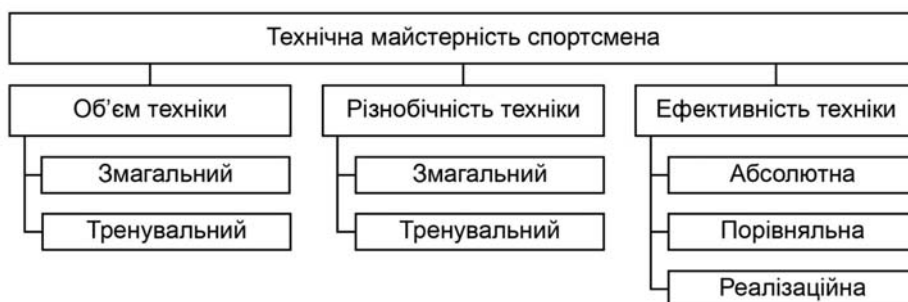 Технічна майстерність спортсмена
Об’єм техніки
Змагальний
Тренувальний
Різнобічність техніки
Змагальний
Тренувальний
Ефективність техніки
Абсолютна
Порівняльна
Реалізаційна